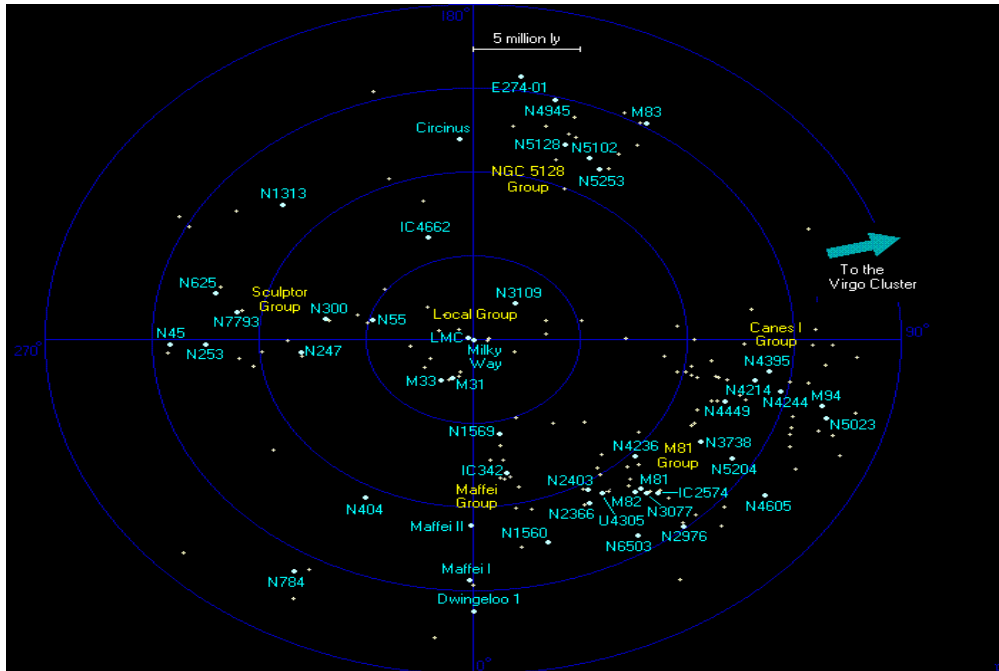 180°
5 million ly
E274-01
N4945
M83
Circinus
N5128
N5102
NGC 5128
Group
N5253
N1313
IC4662
To the
Virgo Cluster
N625
Sculptor
Group
N300
N7793
N55
N3109
Local Group
LMC
Milky
Way
N45
N253
270°
N247
90°
Canes I
Group
N4395
N4214
N4244
M94
N4449
N5023
M33
M31
N1569
N4236
N3738
M81
Group
N5204
IC342
Maffei
Group
N2403
M81
M82
IC2574
N2366
U4305
N3077
N4605
N404
Maffei II
N1560
N6503
N2976
Maffei I
N784
Dwingeloo 1
0°